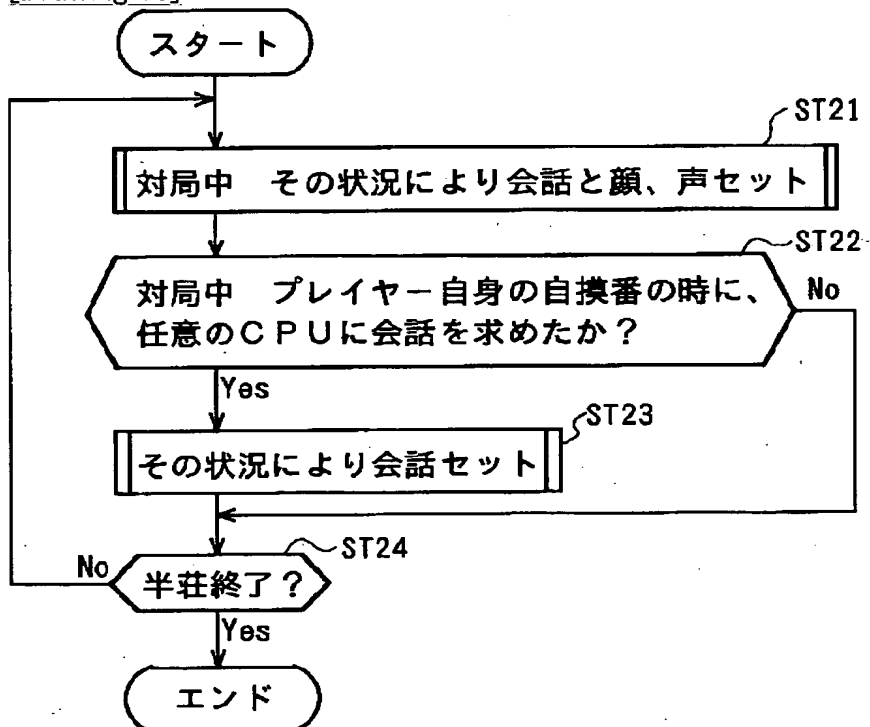 スタート
ST21
対局中　その状況により会話と顔、声セット
ST22
対局中　プレイヤー自身の自摸番の時に、
任意のCPUに会話を求めたか？
No
Yes
ST23
その状況により会話セット
ST24
No
半荘終了？
Yes
エンド